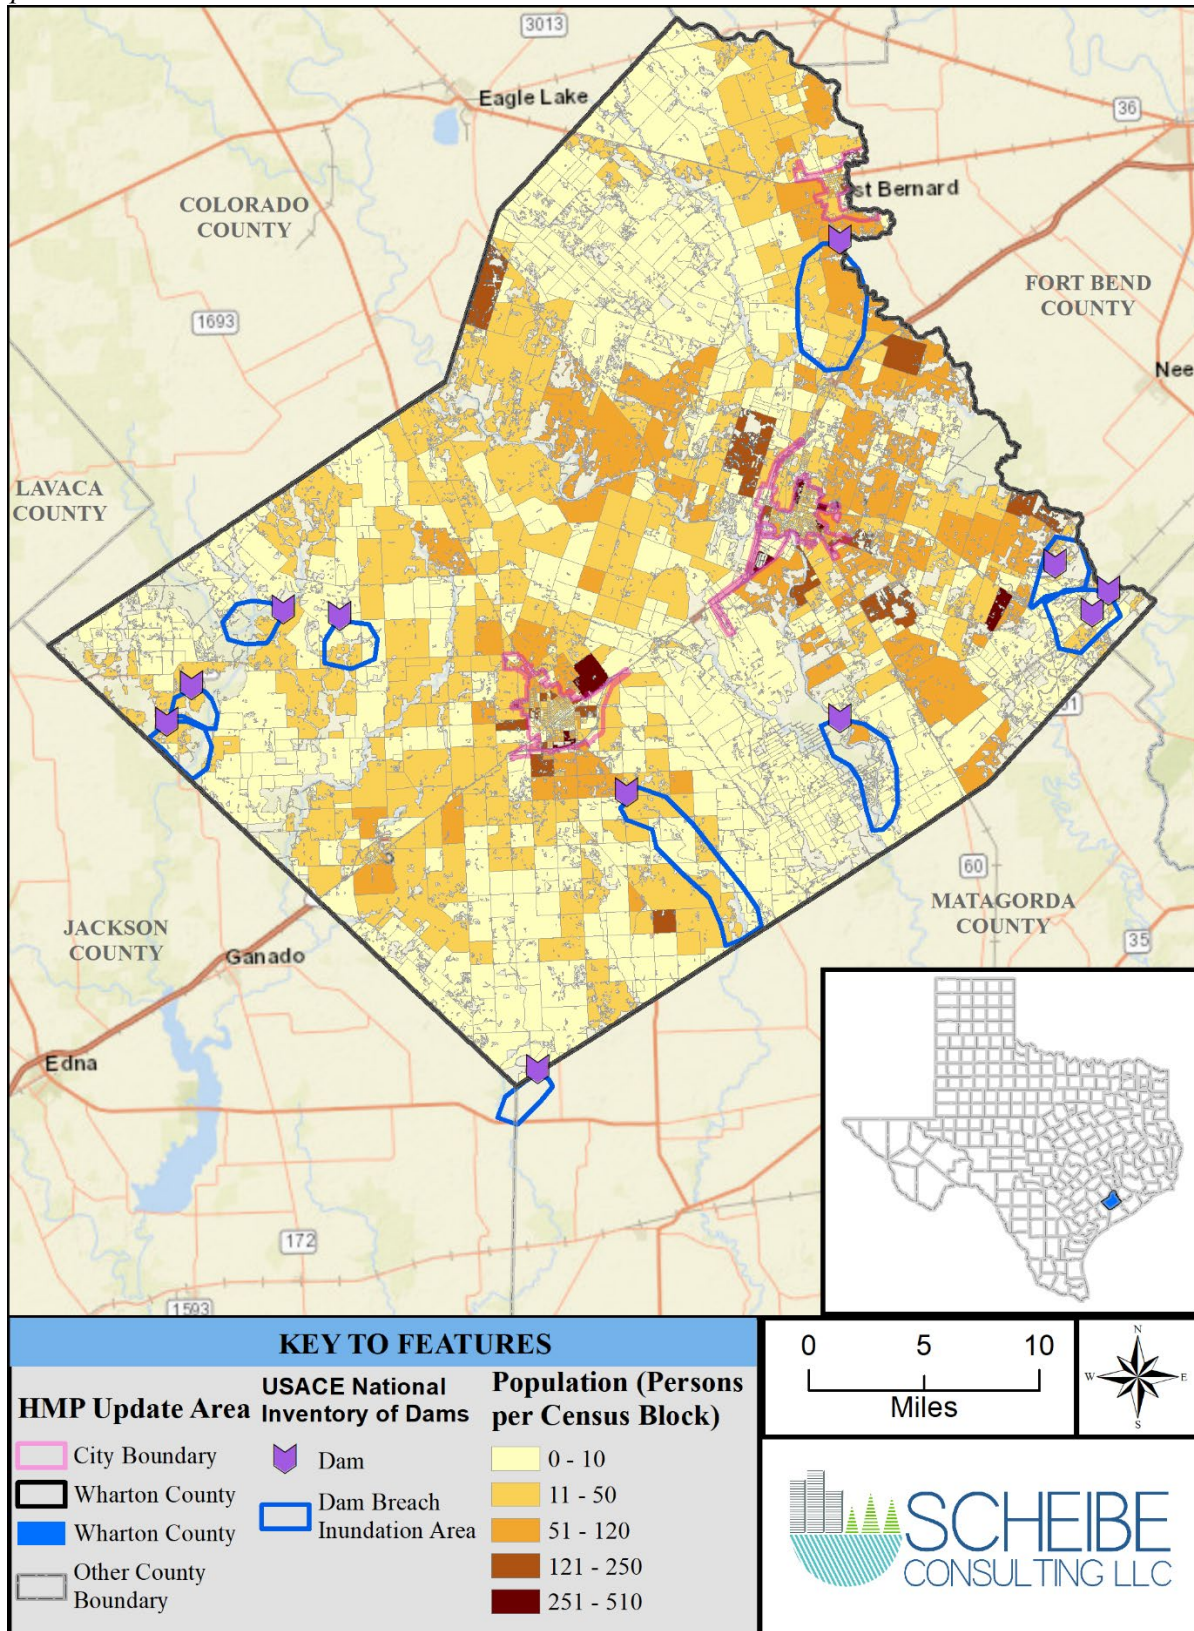 3013
Eagle Lake
36
st Bernard
COLORADO
COUNTY
FORT BEND
COUNTY
1693
Nee
LAVACA
COUNTY
60
MATAGORDA
COUNTY
35
JACKSON
COUNTY
Ganado
Edna
172
1593
KEY TO FEATURES
HMP Update Area
City Boundary
Wharton County
Wharton County
Other County
Boundary
USACE National
Inventory of Dams
Dam
Dam Breach
Inundation Area
Population (Persons
per Census Block)
0 - 10
11 - 50
51 - 120
121 - 250
251 - 510
0 5 10
Miles
N
W E
S
SCHEIBE
CONSULTING LLC